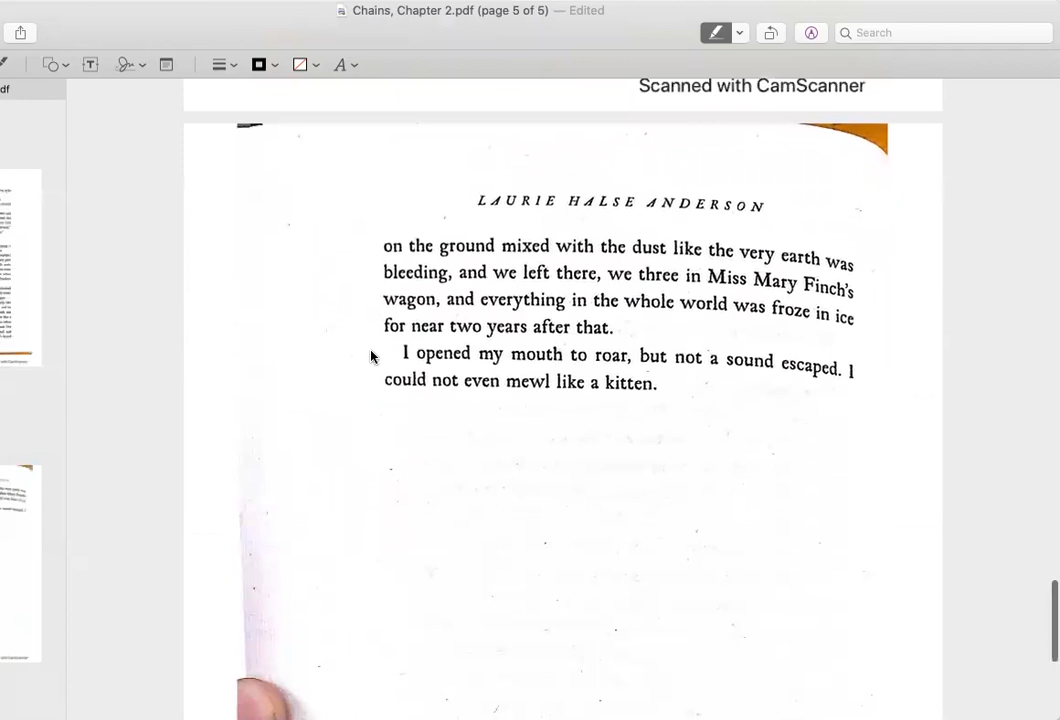 Chains, Chapter 2.pdf (page 5 of 5) — Edited
Search
df
Scanned with CamScanner
LAURIE HALSE ANDERSON
on the ground mixed with the dust like the very earth was
bleeding, and we left there, we three in Miss Mary Finch's
wagon, and everything in the whole world was froze in ice
for near two years after that.
I opened my mouth to roar, but not a sound escaped. I
could not even mewl like a kitten.